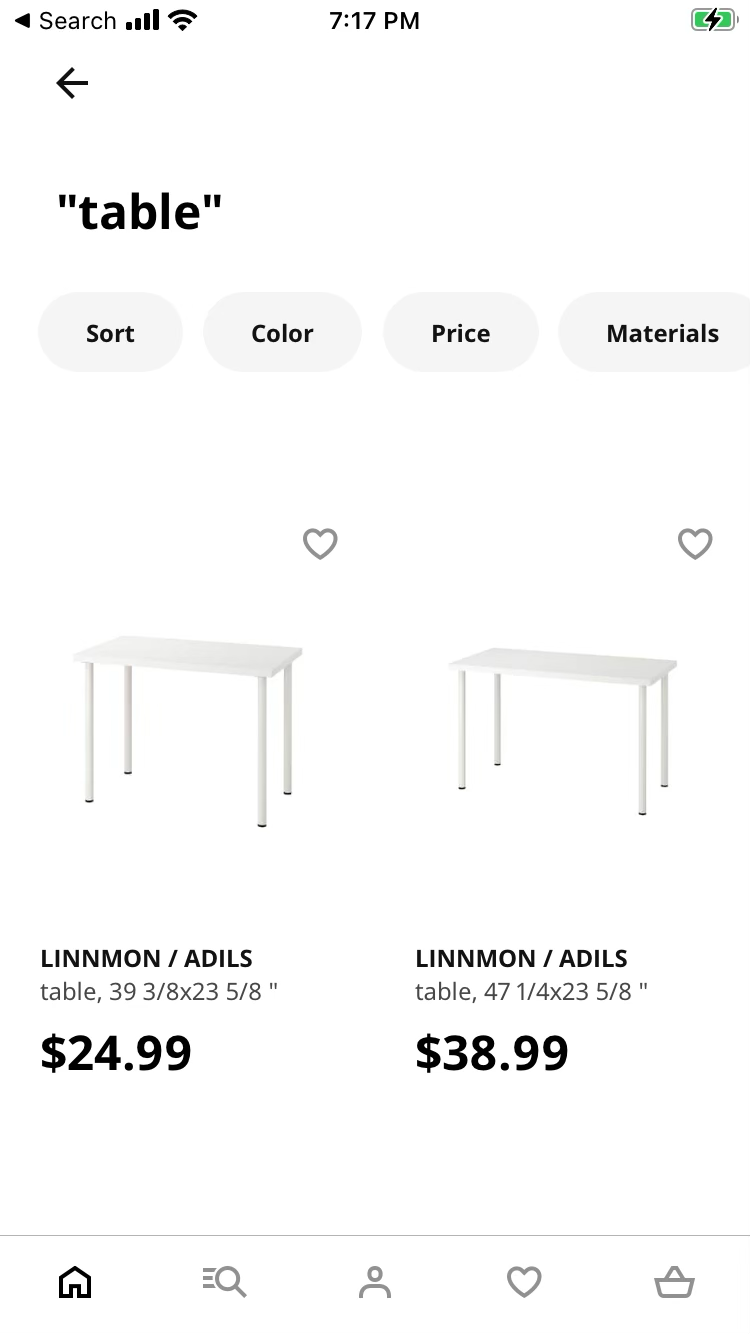 Search
7:17 PM
"table"
Sort
Color
Price
Materials
LINNMON / ADILS
table, 39 3/8x23 5/8 "
$24.99
LINNMON / ADILS
table, 47 1/4x23 5/8 "
$38.99